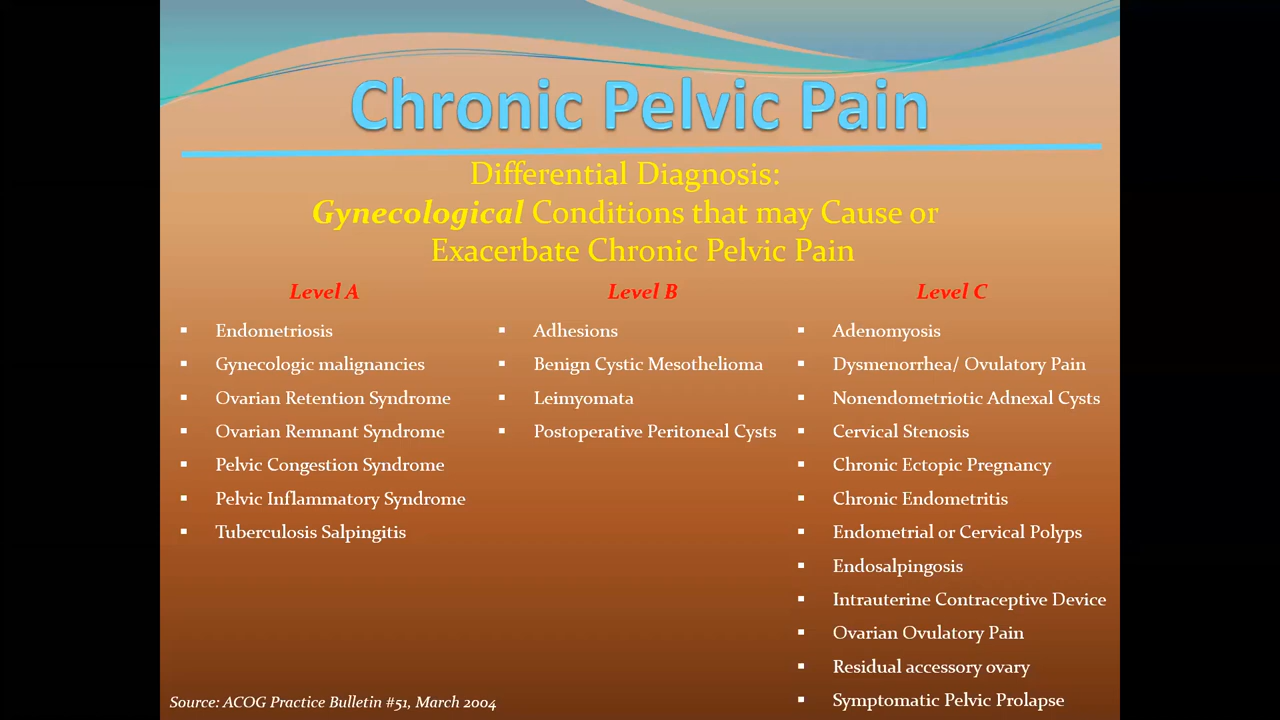 Chronic Pelvic Pain
Differential Diagnosis:
Gynecological Conditions that may Cause or
Exacerbate Chronic Pelvic Pain
Level A
Endometriosis
Gynecologic malignancies
Ovarian Retention Syndrome
Ovarian Remnant Syndrome
Pelvic Congestion Syndrome
Pelvic Inflammatory Syndrome
Tuberculosis Salpingitis
Level B
Adhesions
Benign Cystic Mesothelioma
Leimyomata
Postoperative Peritoneal Cysts
Level C
Adenomyosis
Dysmenorrhea/ Ovulatory Pain
Nonendometriotic Adnexal Cysts
Cervical Stenosis
Chronic Ectopic Pregnancy
Chronic Endometritis
Endometrial or Cervical Polyps
Endosalpingosis
Intrauterine Contraceptive Device
Ovarian Ovulatory Pain
Residual accessory ovary
Symptomatic Pelvic Prolapse
Source: ACOG Practice Bulletin #51, March 2004